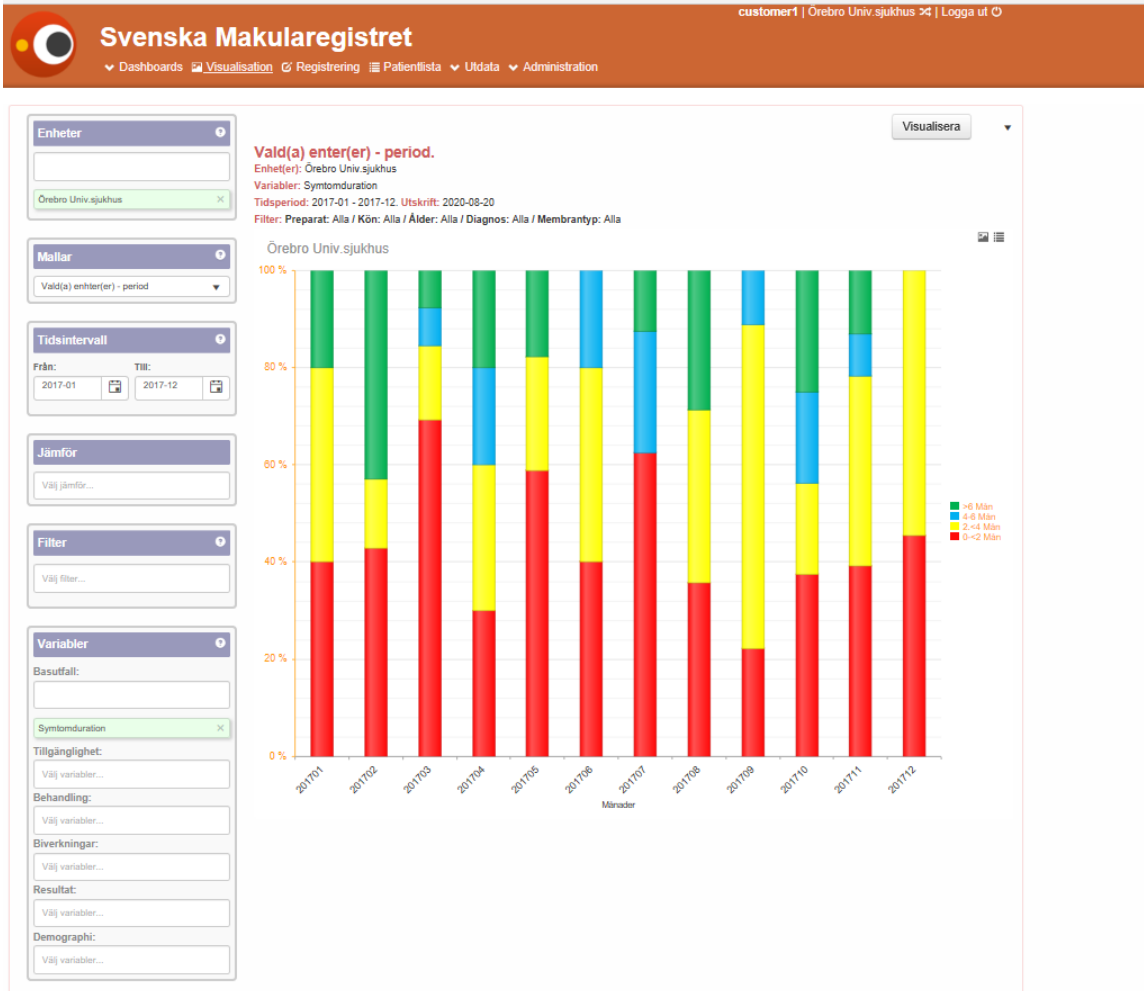 customer1 | Örebro Univ.sjukhus | Logga ut
Svenska Makularegistret
Dashboards Visualisation Registrering Patientlista Utdata Administration
Enheter
Örebro Univ.sjukhus
Mallar
Vald(a) enhter(er) - period
Tidsintervall
Från: Till:
2017-01 2017-12
Jämför
Välj jämför...
Filter
Välj filter...
Variabler
Basutfall:
Symtomduration
Tillgänglighet:
Välj variabler...
Behandling:
Välj variabler...
Biverkningar:
Välj variabler...
Resultat:
Välj variabler...
Demographi:
Välj variabler...
Visualisera
Vald(a) enter(er) - period.
Enhet(er): Örebro Univ.sjukhus
Variabler: Symtomduration
Tidsperiod: 2017-01 - 2017-12. Utskrift: 2020-08-20
Filter: Preparat: Alla / Kön: Alla / Ålder: Alla / Diagnos: Alla / Membrantyp: Alla
Örebro Univ.sjukhus
100 %
80 %
60 %
40 %
20 %
0 %
201701 201702 201703 201704 201705 201706 201707 201708 201709 201710 201711 201712
Månader
>6 Mån
4-6 Mån
2.<4 Mån
0-<2 Mån